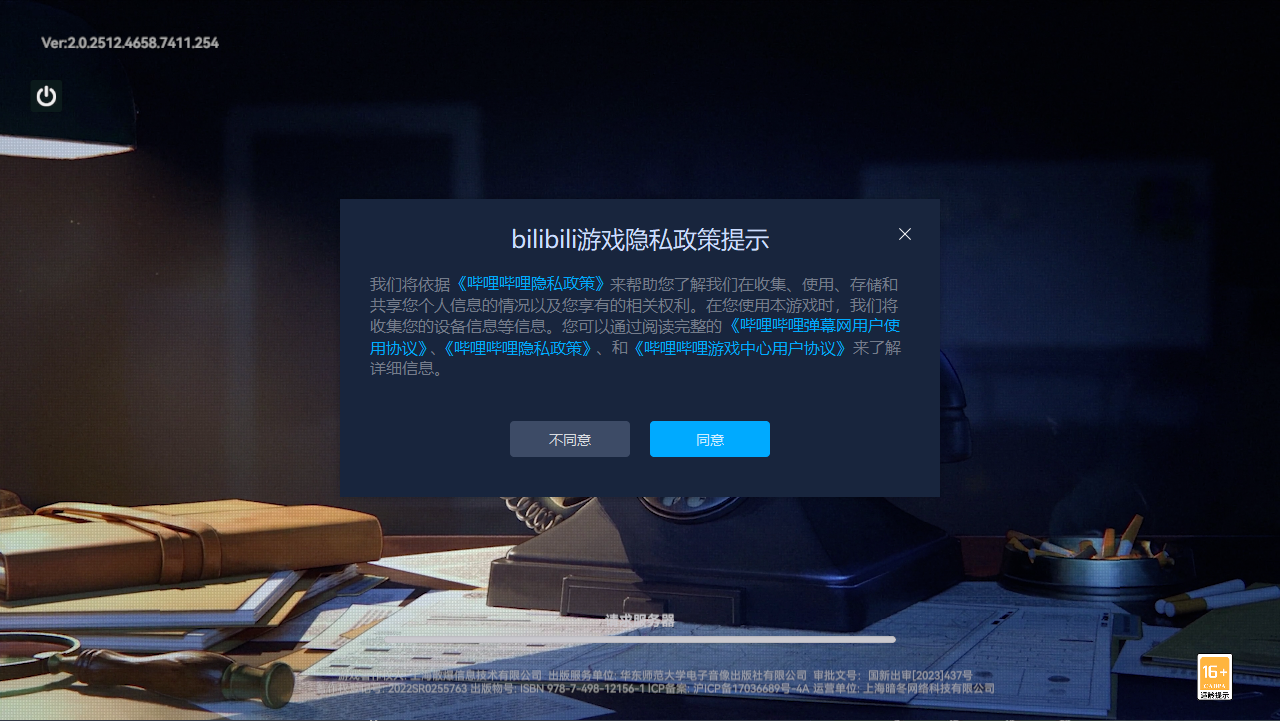 Ver:2.0.2512.4658.7411.254
bilibili游戏隐私政策提示
我们将依据《哔哩哔哩隐私政策》来帮助您了解我们在收集、使用、存储和
共享您个人信息的情况以及您享有的相关权利。在您使用本游戏时，我们将
收集您的设备信息等信息。您可以通过阅读完整的《哔哩哔哩弹幕网用户使
用协议》、《哔哩哔哩隐私政策》、和《哔哩哔哩游戏中心用户协议》来了解
详细信息。
不同意 同意
请求服务器
游戏著作权人: 上海散爆信息技术有限公司 出版服务单位: 华东师范大学电子音像出版社有限公司 审批文号: 国新出审[2023]437号
著作权登记号: 2022SR0255763 出版物号: ISBN 978-7-498-12156-1 ICP备案: 沪ICP备17036689号-4A 运营单位: 上海暗冬网络科技有限公司
16+
CADPA
适龄提示